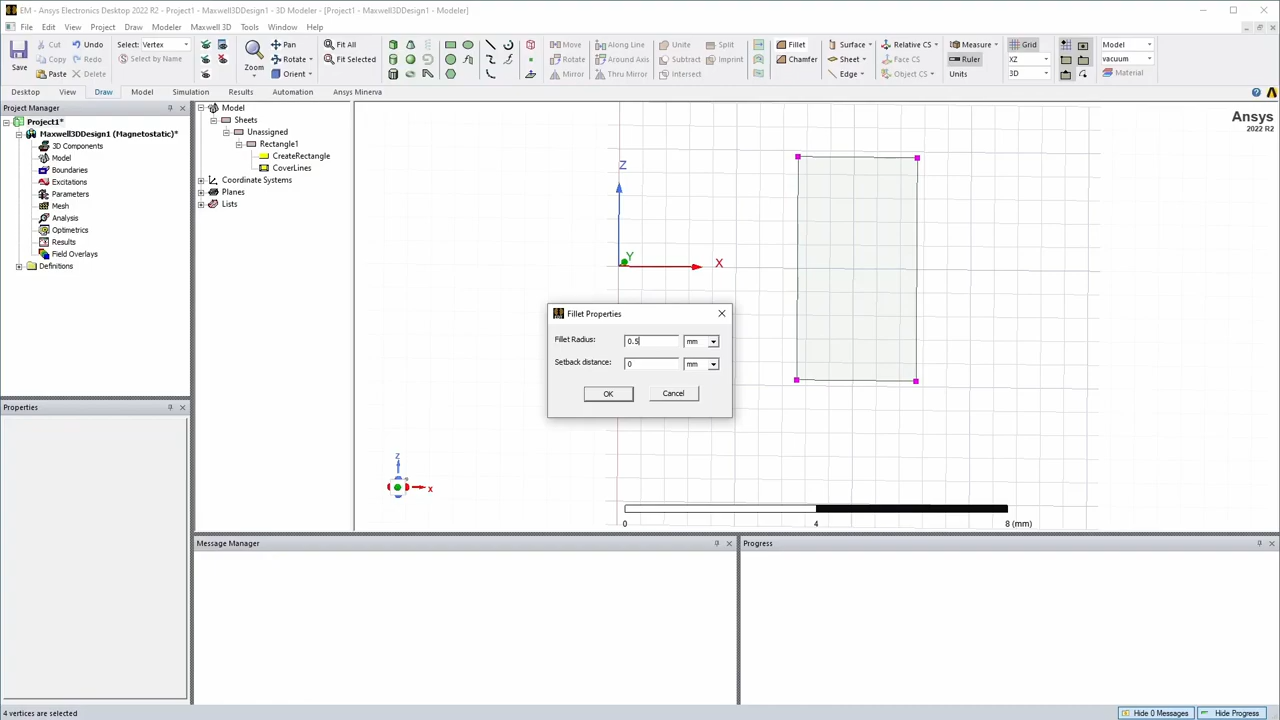 EM - Ansys Electronics Desktop 2022 R2 - Project1 - Maxwell3DDesign1 - 3D Modeler - [Project1 - Maxwell3DDesign1 - Modeler]
File Edit View Project Draw Modeler Maxwell 3D Tools Window Help
Save
Cut Undo
Copy Redo
Paste Delete
Select: Vertex
Select by Name
Zoom
Pan
Rotate
Orient
Fit All
Fit Selected
Move Along Line
Rotate Around Axis
Mirror Thru Mirror
Unite Split
Subtract Imprint
Intersect
Fillet
Chamfer
Surface
Sheet
Edge
Relative CS
Face CS
Object CS
Measure
Ruler
Units
Grid
XZ
3D
Model
vacuum
Material
Desktop View Draw Model Simulation Results Automation Ansys Minerva
Project Manager
Project1*
Maxwell3DDesign1 (Magnetostatic)*
3D Components
Model
Boundaries
Excitations
Parameters
Mesh
Analysis
Optimetrics
Results
Field Overlays
Definitions
Model
Sheets
Unassigned
Rectangle1
CreateRectangle
CoverLines
Coordinate Systems
Planes
Lists
Ansys
2022 R2
Z
Y
X
Fillet Properties
Fillet Radius: 0.5 mm
Setback distance: 0 mm
OK Cancel
Properties
z
x
0 4 8 (mm)
Message Manager
Progress
4 vertices are selected
Hide 0 Messages
Hide Progress